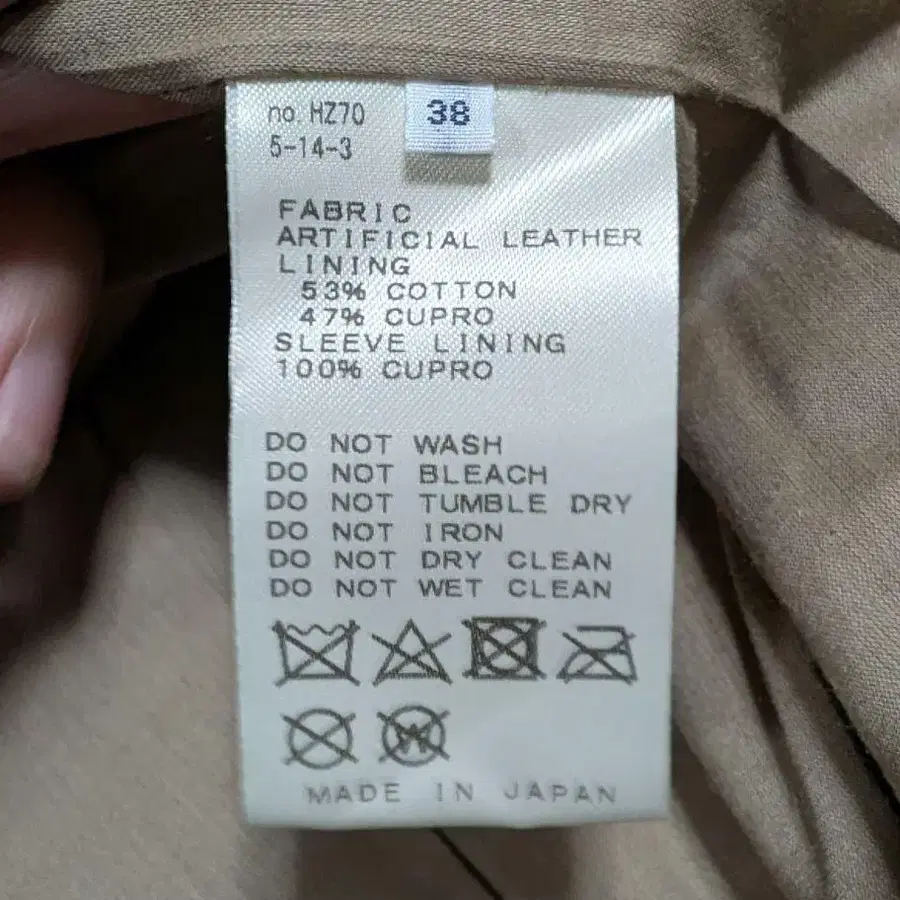 no. HZ70
38
5-14-3
FABRIC
ARTIFICIAL LEATHER
LINING
53% COTTON
47% CUPRO
SLEEVE LINING
100% CUPRO
DO NOT WASH
DO NOT BLEACH
DO NOT TUMBLE DRY
DO NOT IRON
DO NOT DRY CLEAN
DO NOT WET CLEAN
W
MADE IN JAPAN